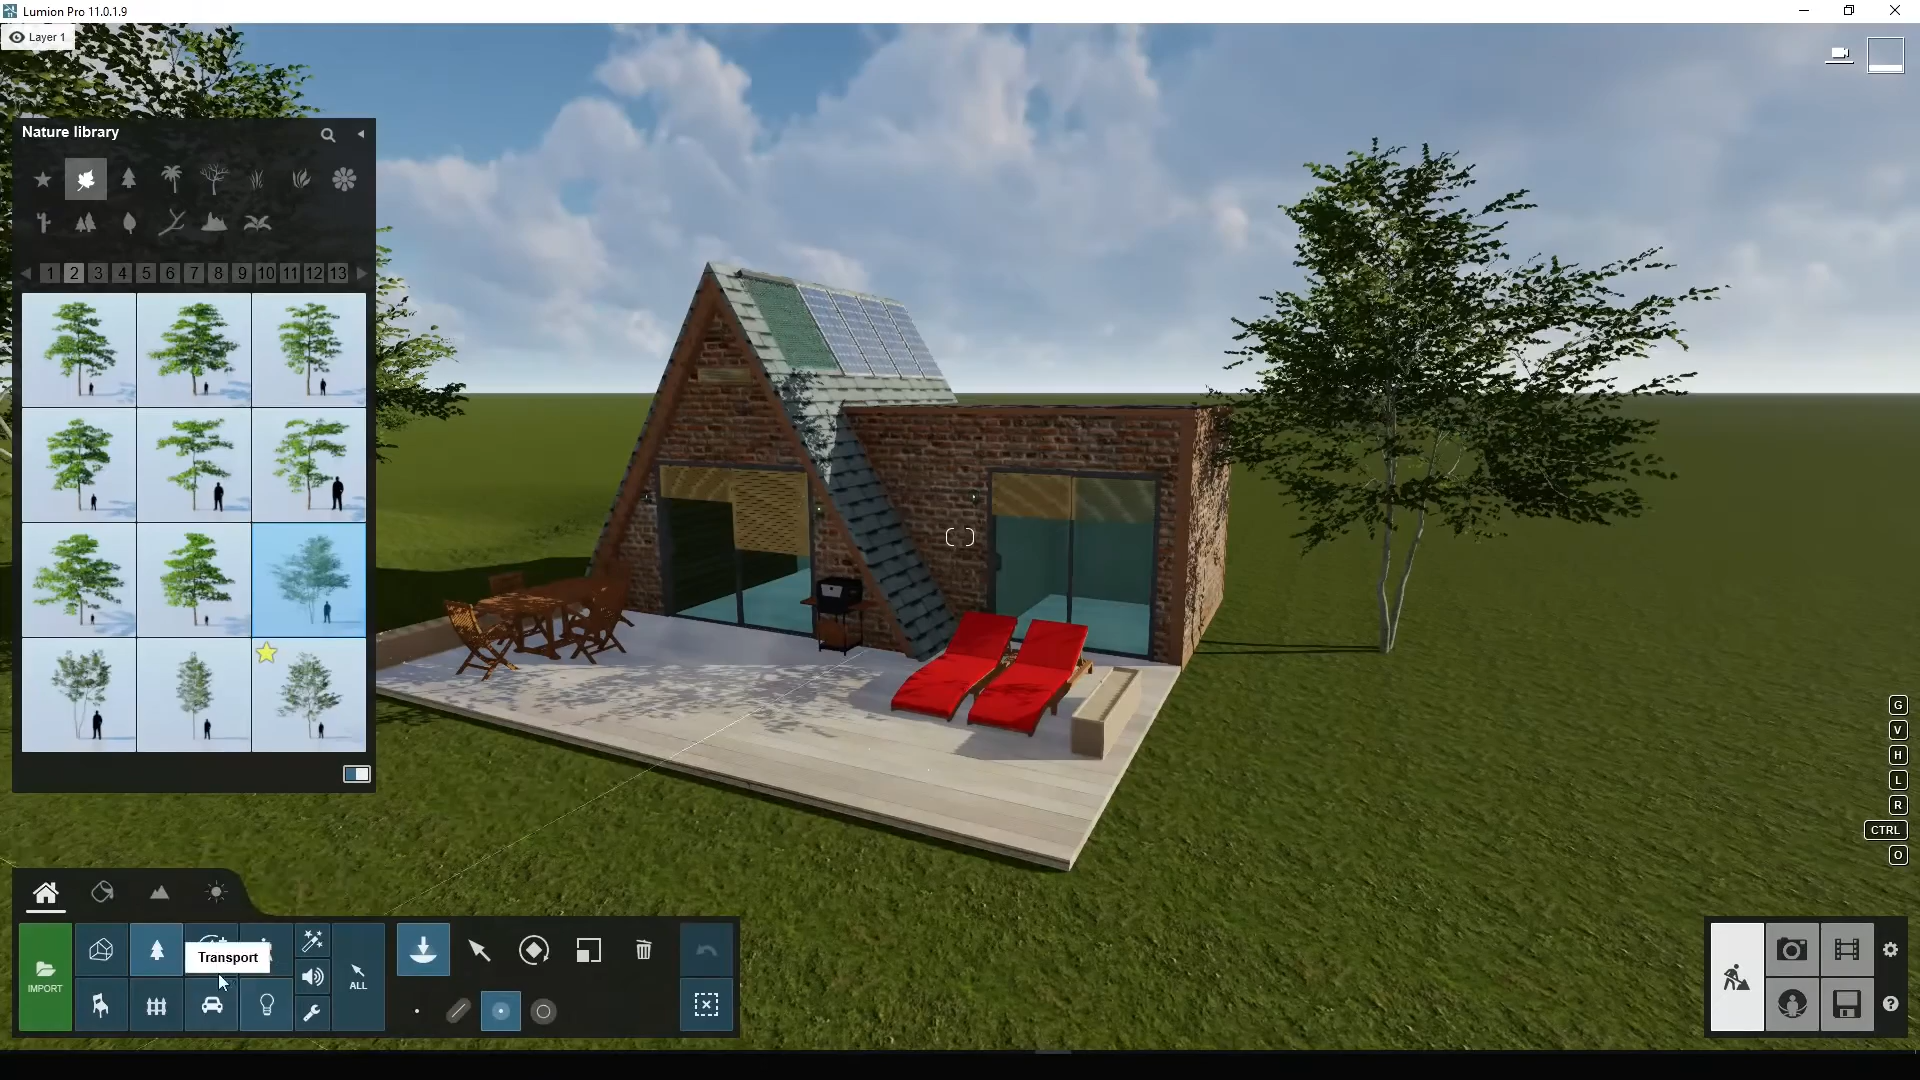 Lumion Pro 11.0.1.9
Layer 1
Nature library
1 2 3 4 5 6 7 8 9 10 11 12 13
G
V
H
L
R
CTRL
O
Transport
IMPORT
ALL
?